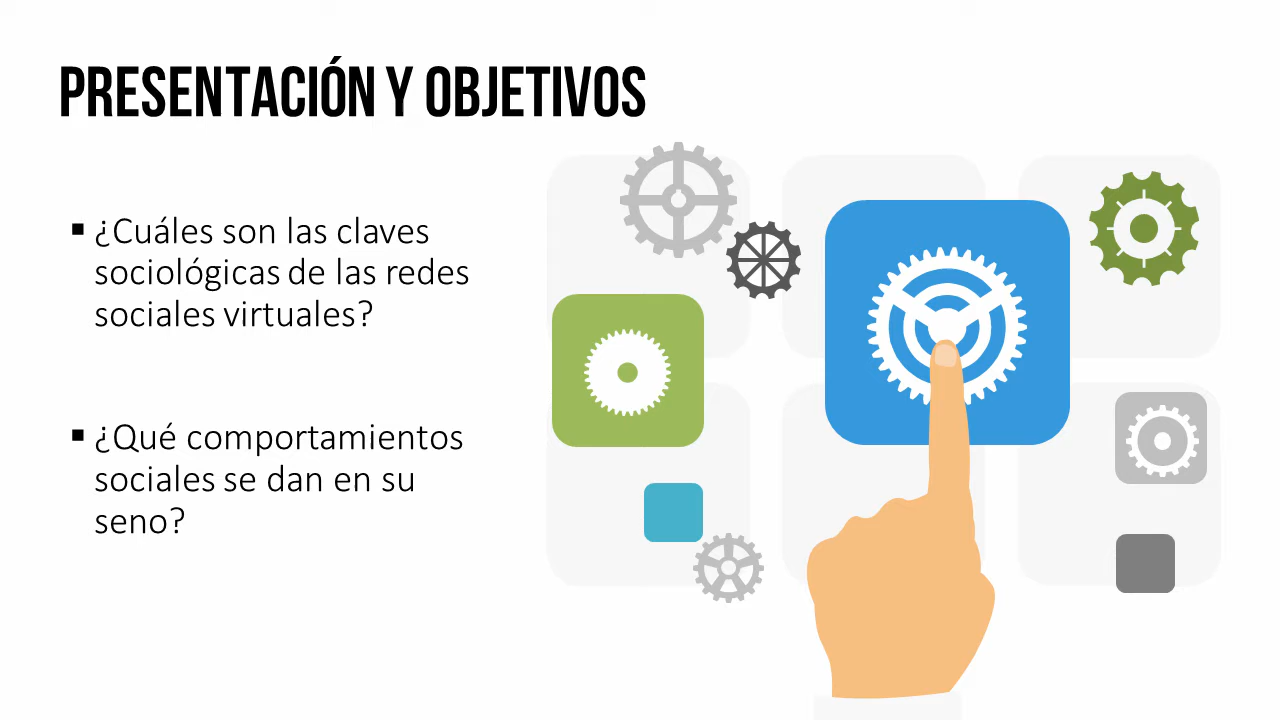 PRESENTACIÓN Y OBJETIVOS
▪ ¿Cuáles son las claves
sociológicas de las redes
sociales virtuales?
▪ ¿Qué comportamientos
sociales se dan en su
seno?